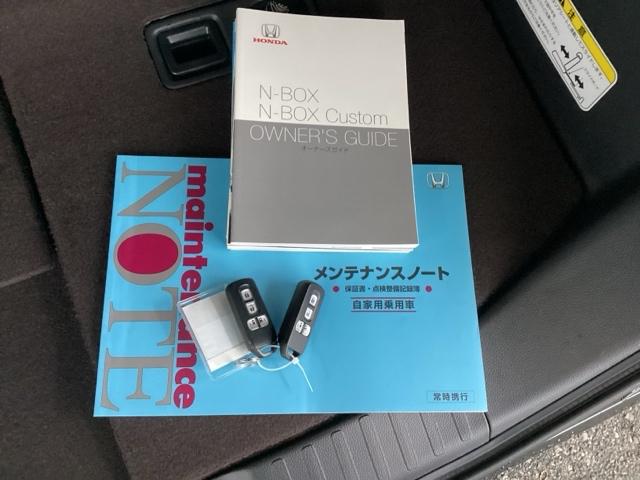 HONDA
N-BOX
N-BOX Custom
OWNER'S GUIDE
オーナーズガイド
maintenance
NOTE
メンテナンスノート
保証書・点検整備記録簿
自家用乗用車
常時携行
注意